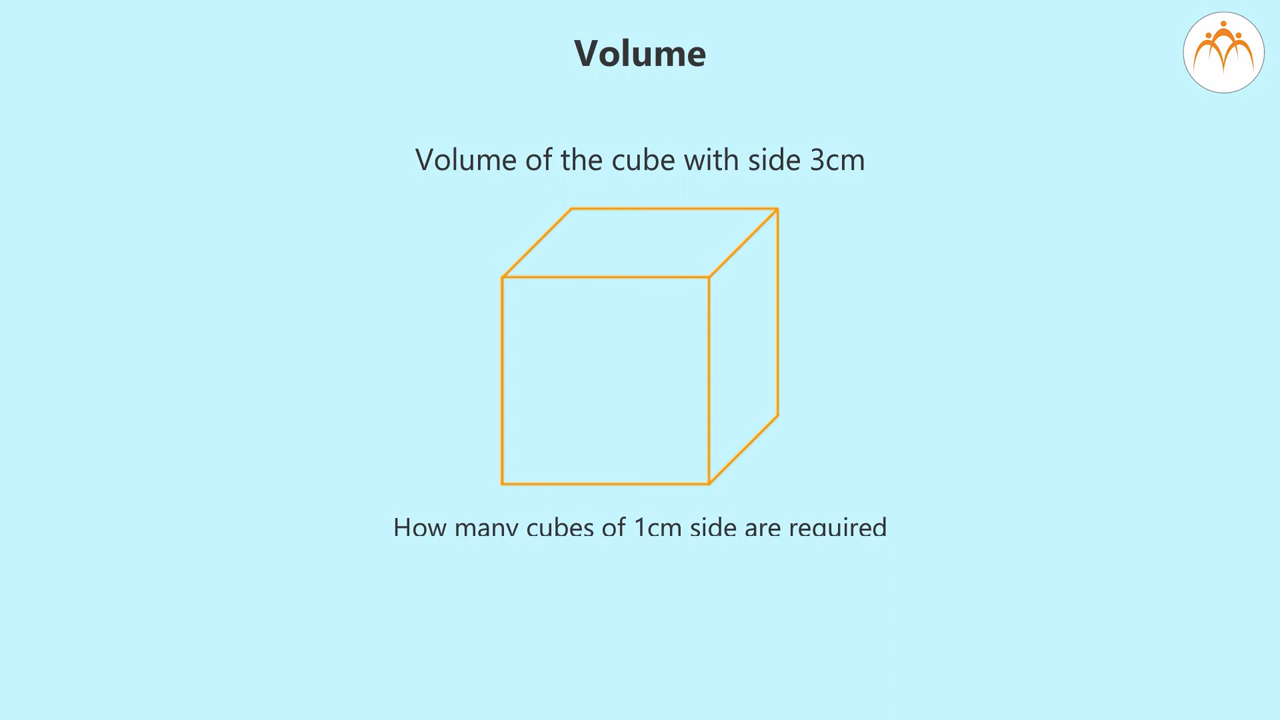 Volume
Volume of the cube with side 3cm
How many cubes of 1cm side are required